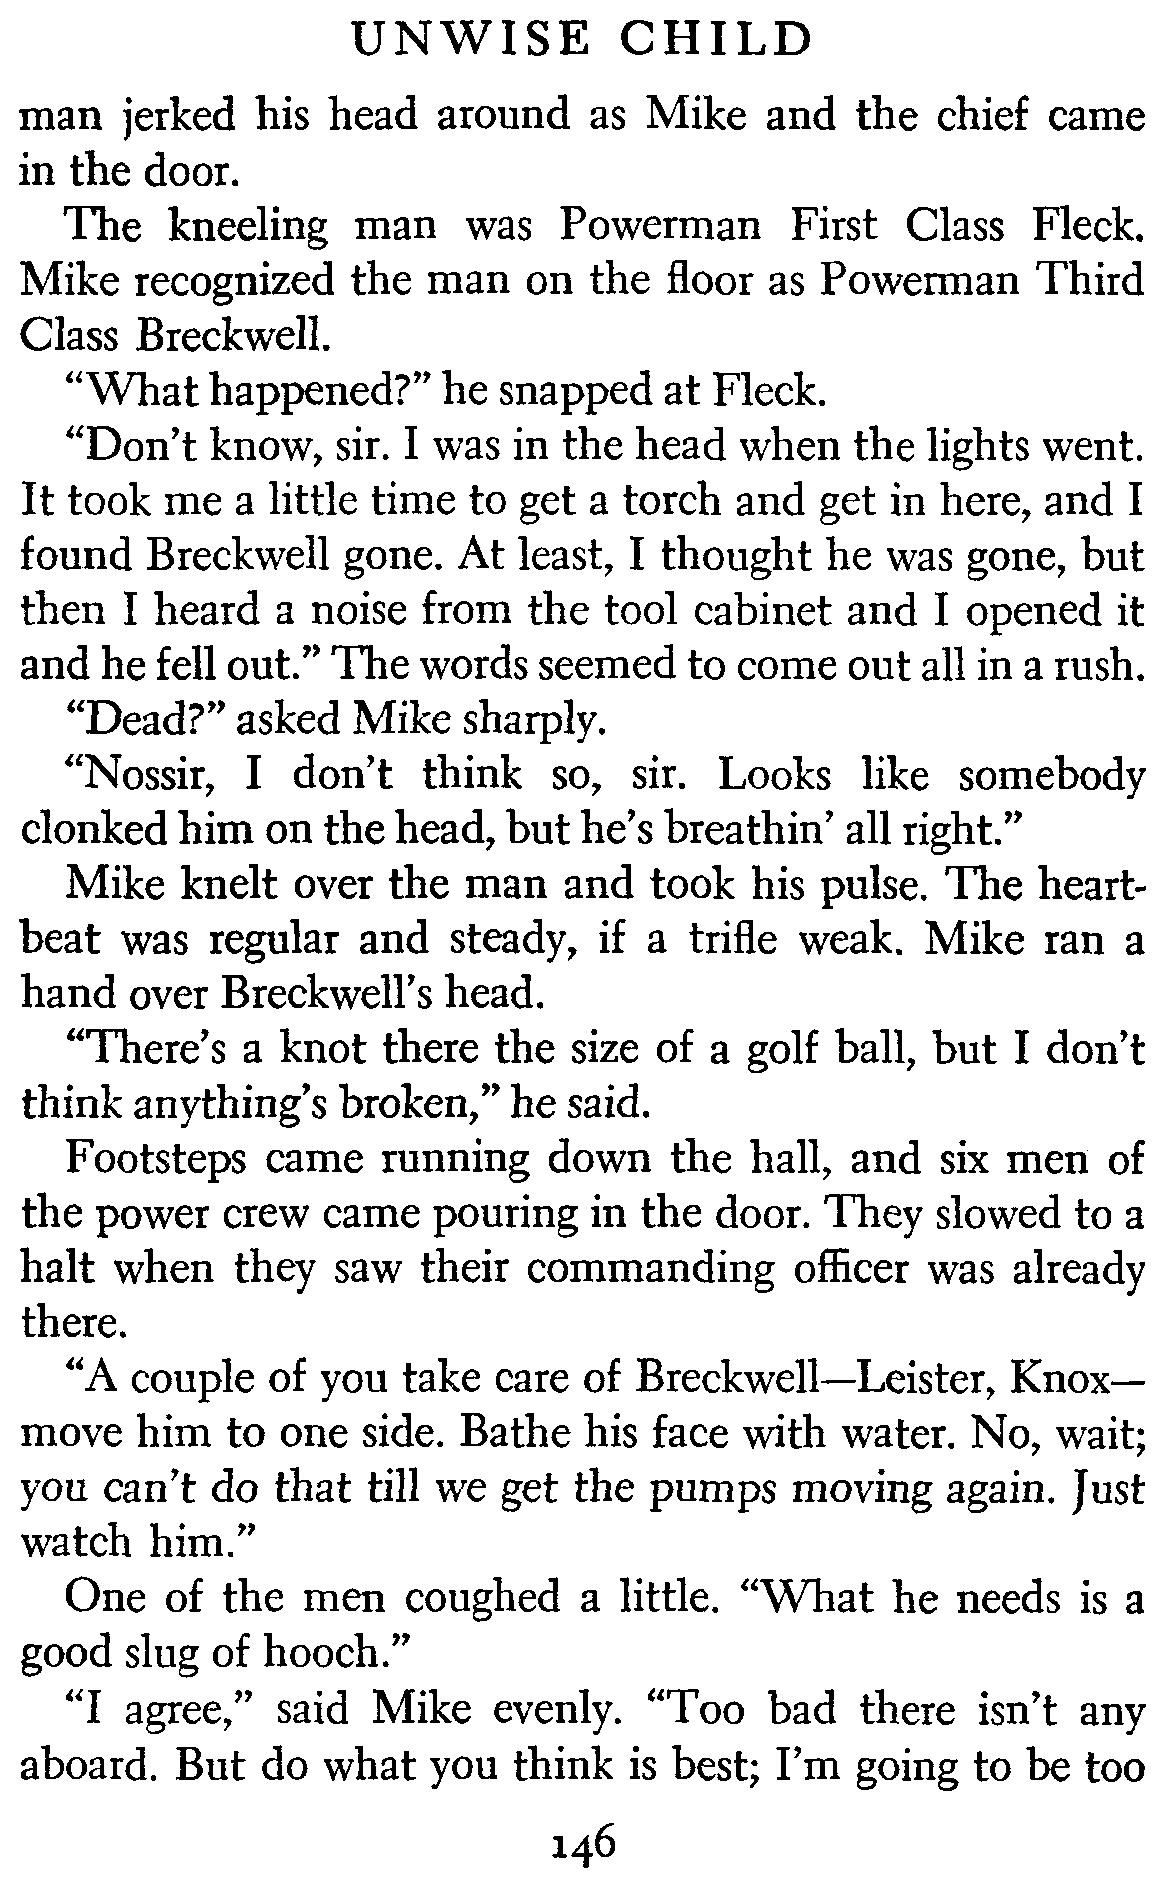 UNWISE CHILD
man jerked his head around as Mike and the chief came
in the door.
The kneeling man was Powerman First Class Fleck.
Mike recognized the man on the floor as Powerman Third
Class Breckwell.
“What happened?” he snapped at Fleck.
“Don’t know, sir. I was in the head when the lights went.
It took me a little time to get a torch and get in here, and I
found Breckwell gone. At least, I thought he was gone, but
then I heard a noise from the tool cabinet and I opened it
and he fell out.” The words seemed to come out all in a rush.
“Dead?” asked Mike sharply.
“Nossir, I don’t think so, sir. Looks like somebody
clonked him on the head, but he’s breathin’ all right.”
Mike knelt over the man and took his pulse. The heart-
beat was regular and steady, if a trifle weak. Mike ran a
hand over Breckwell’s head.
“There’s a knot there the size of a golf ball, but I don’t
think anything’s broken,” he said.
Footsteps came running down the hall, and six men of
the power crew came pouring in the door. They slowed to a
halt when they saw their commanding officer was already
there.
“A couple of you take care of Breckwell—Leister, Knox—
move him to one side. Bathe his face with water. No, wait;
you can’t do that till we get the pumps moving again. Just
watch him.”
One of the men coughed a little. “What he needs is a
good slug of hooch.”
“I agree,” said Mike evenly. “Too bad there isn’t any
aboard. But do what you think is best; I’m going to be too
146